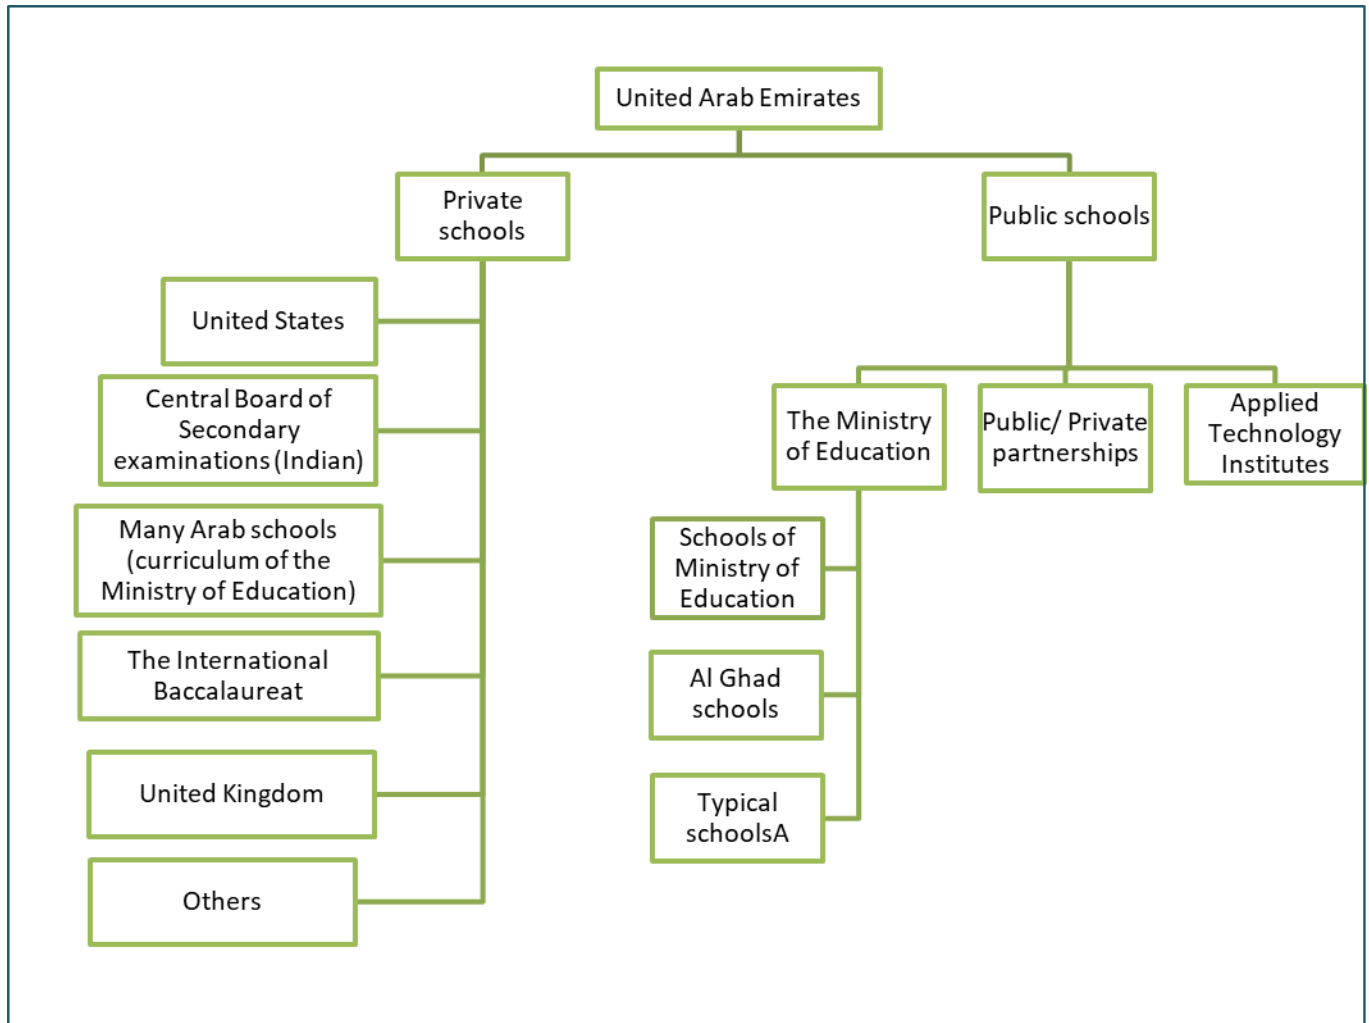 United Arab Emirates
Private
schools
Public schools
United States
Central Board of
Secondary
examinations (Indian)
Many Arab schools
(curriculum of the
Ministry of Education)
The International
Baccalaureat
United Kingdom
Others
The Ministry
of Education
Public/ Private
partnerships
Applied
Technology
Institutes
Schools of
Ministry of
Education
Al Ghad
schools
Typical
schoolsA